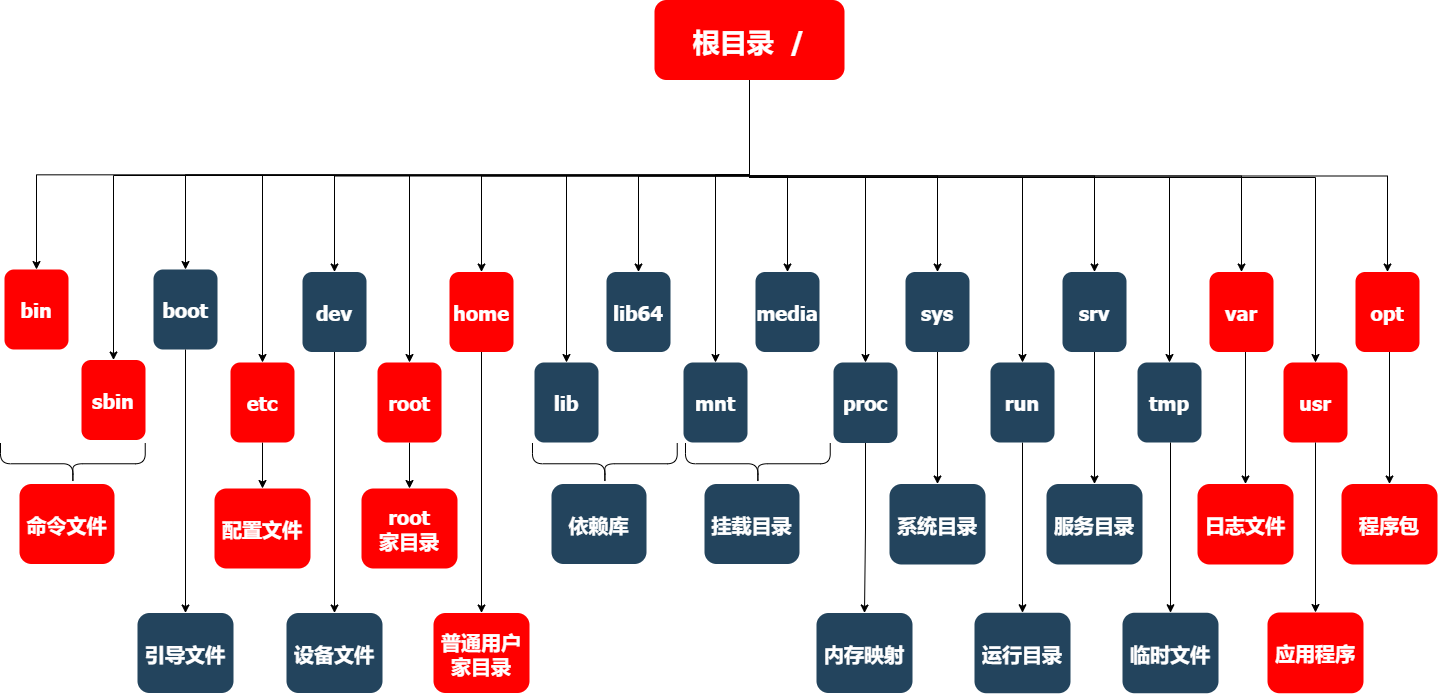 根目录 /
bin
boot
dev
home
lib64
media
sys
srv
var
opt
sbin
etc
root
lib
mnt
proc
run
tmp
usr
命令文件
配置文件
root
家目录
依赖库
挂载目录
系统目录
服务目录
日志文件
程序包
引导文件
设备文件
普通用户
家目录
内存映射
运行目录
临时文件
应用程序